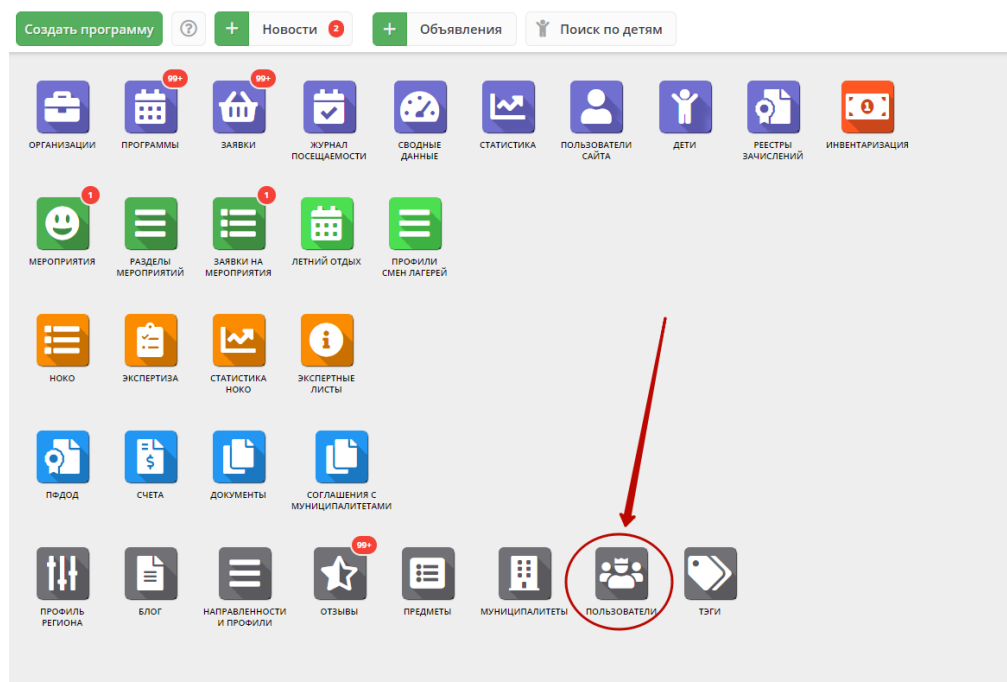 Создать программу ? + Новости 2 + Объявления Поиск по детям
99+ 99+
ОРГАНИЗАЦИИ ПРОГРАММЫ ЗАЯВКИ ЖУРНАЛ СВОДНЫЕ СТАТИСТИКА ПОЛЬЗОВАТЕЛИ ДЕТИ РЕЕСТРЫ ИНВЕНТАРИЗАЦИЯ
ПОСЕЩАЕМОСТИ ДАННЫЕ САЙТА ЗАЧИСЛЕНИЙ
1 1
МЕРОПРИЯТИЯ РАЗДЕЛЫ ЗАЯВКИ НА ЛЕТНИЙ ОТДЫХ ПРОФИЛИ
МЕРОПРИЯТИЙ МЕРОПРИЯТИЯ СМЕН ЛАГЕРЕЙ
НОКО ЭКСПЕРТИЗА СТАТИСТИКА ЭКСПЕРТНЫЕ
НОКО ЛИСТЫ
ПФДОД СЧЕТА ДОКУМЕНТЫ СОГЛАШЕНИЯ С
МУНИЦИПАЛИТЕТАМИ
99+
ПРОФИЛЬ БЛОГ НАПРАВЛЕННОСТИ ОТЗЫВЫ ПРЕДМЕТЫ МУНИЦИПАЛИТЕТЫ ПОЛЬЗОВАТЕЛИ ТЭГИ
РЕГИОНА И ПРОФИЛИ